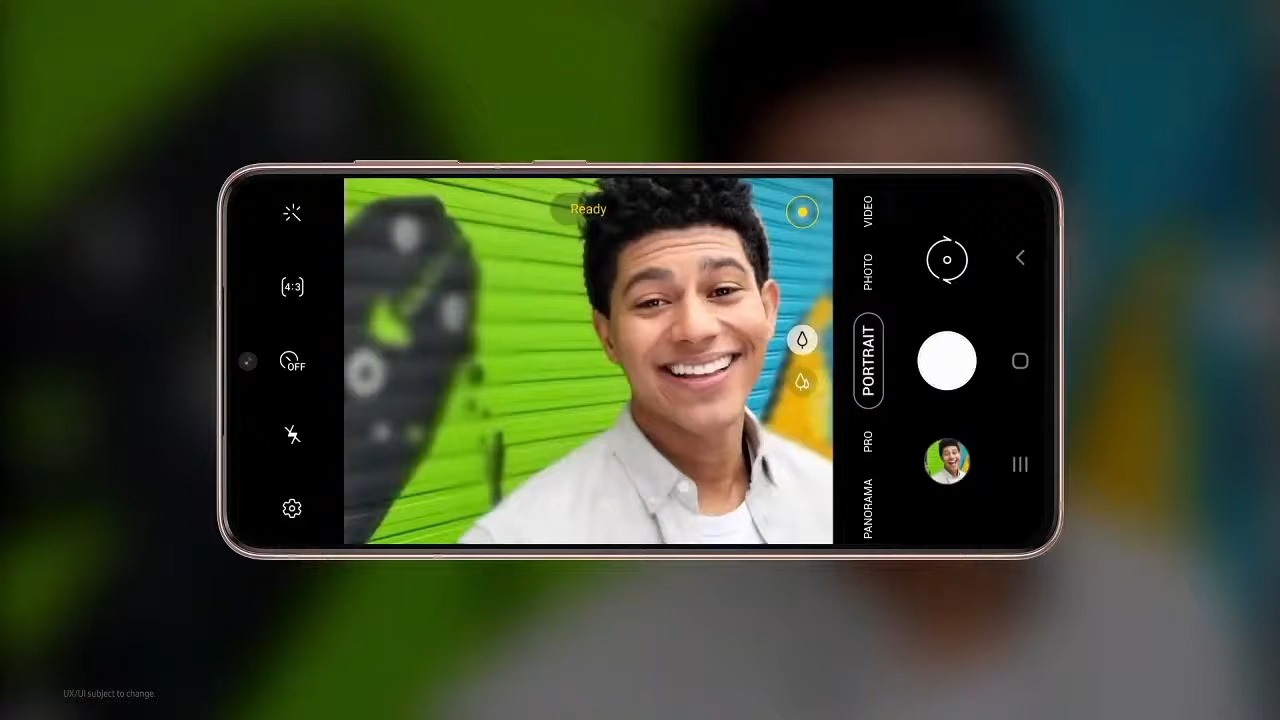 4:3
OFF
Ready
VIDEO
PHOTO
PORTRAIT
PRO
PANORAMA
UX/UI subject to change.